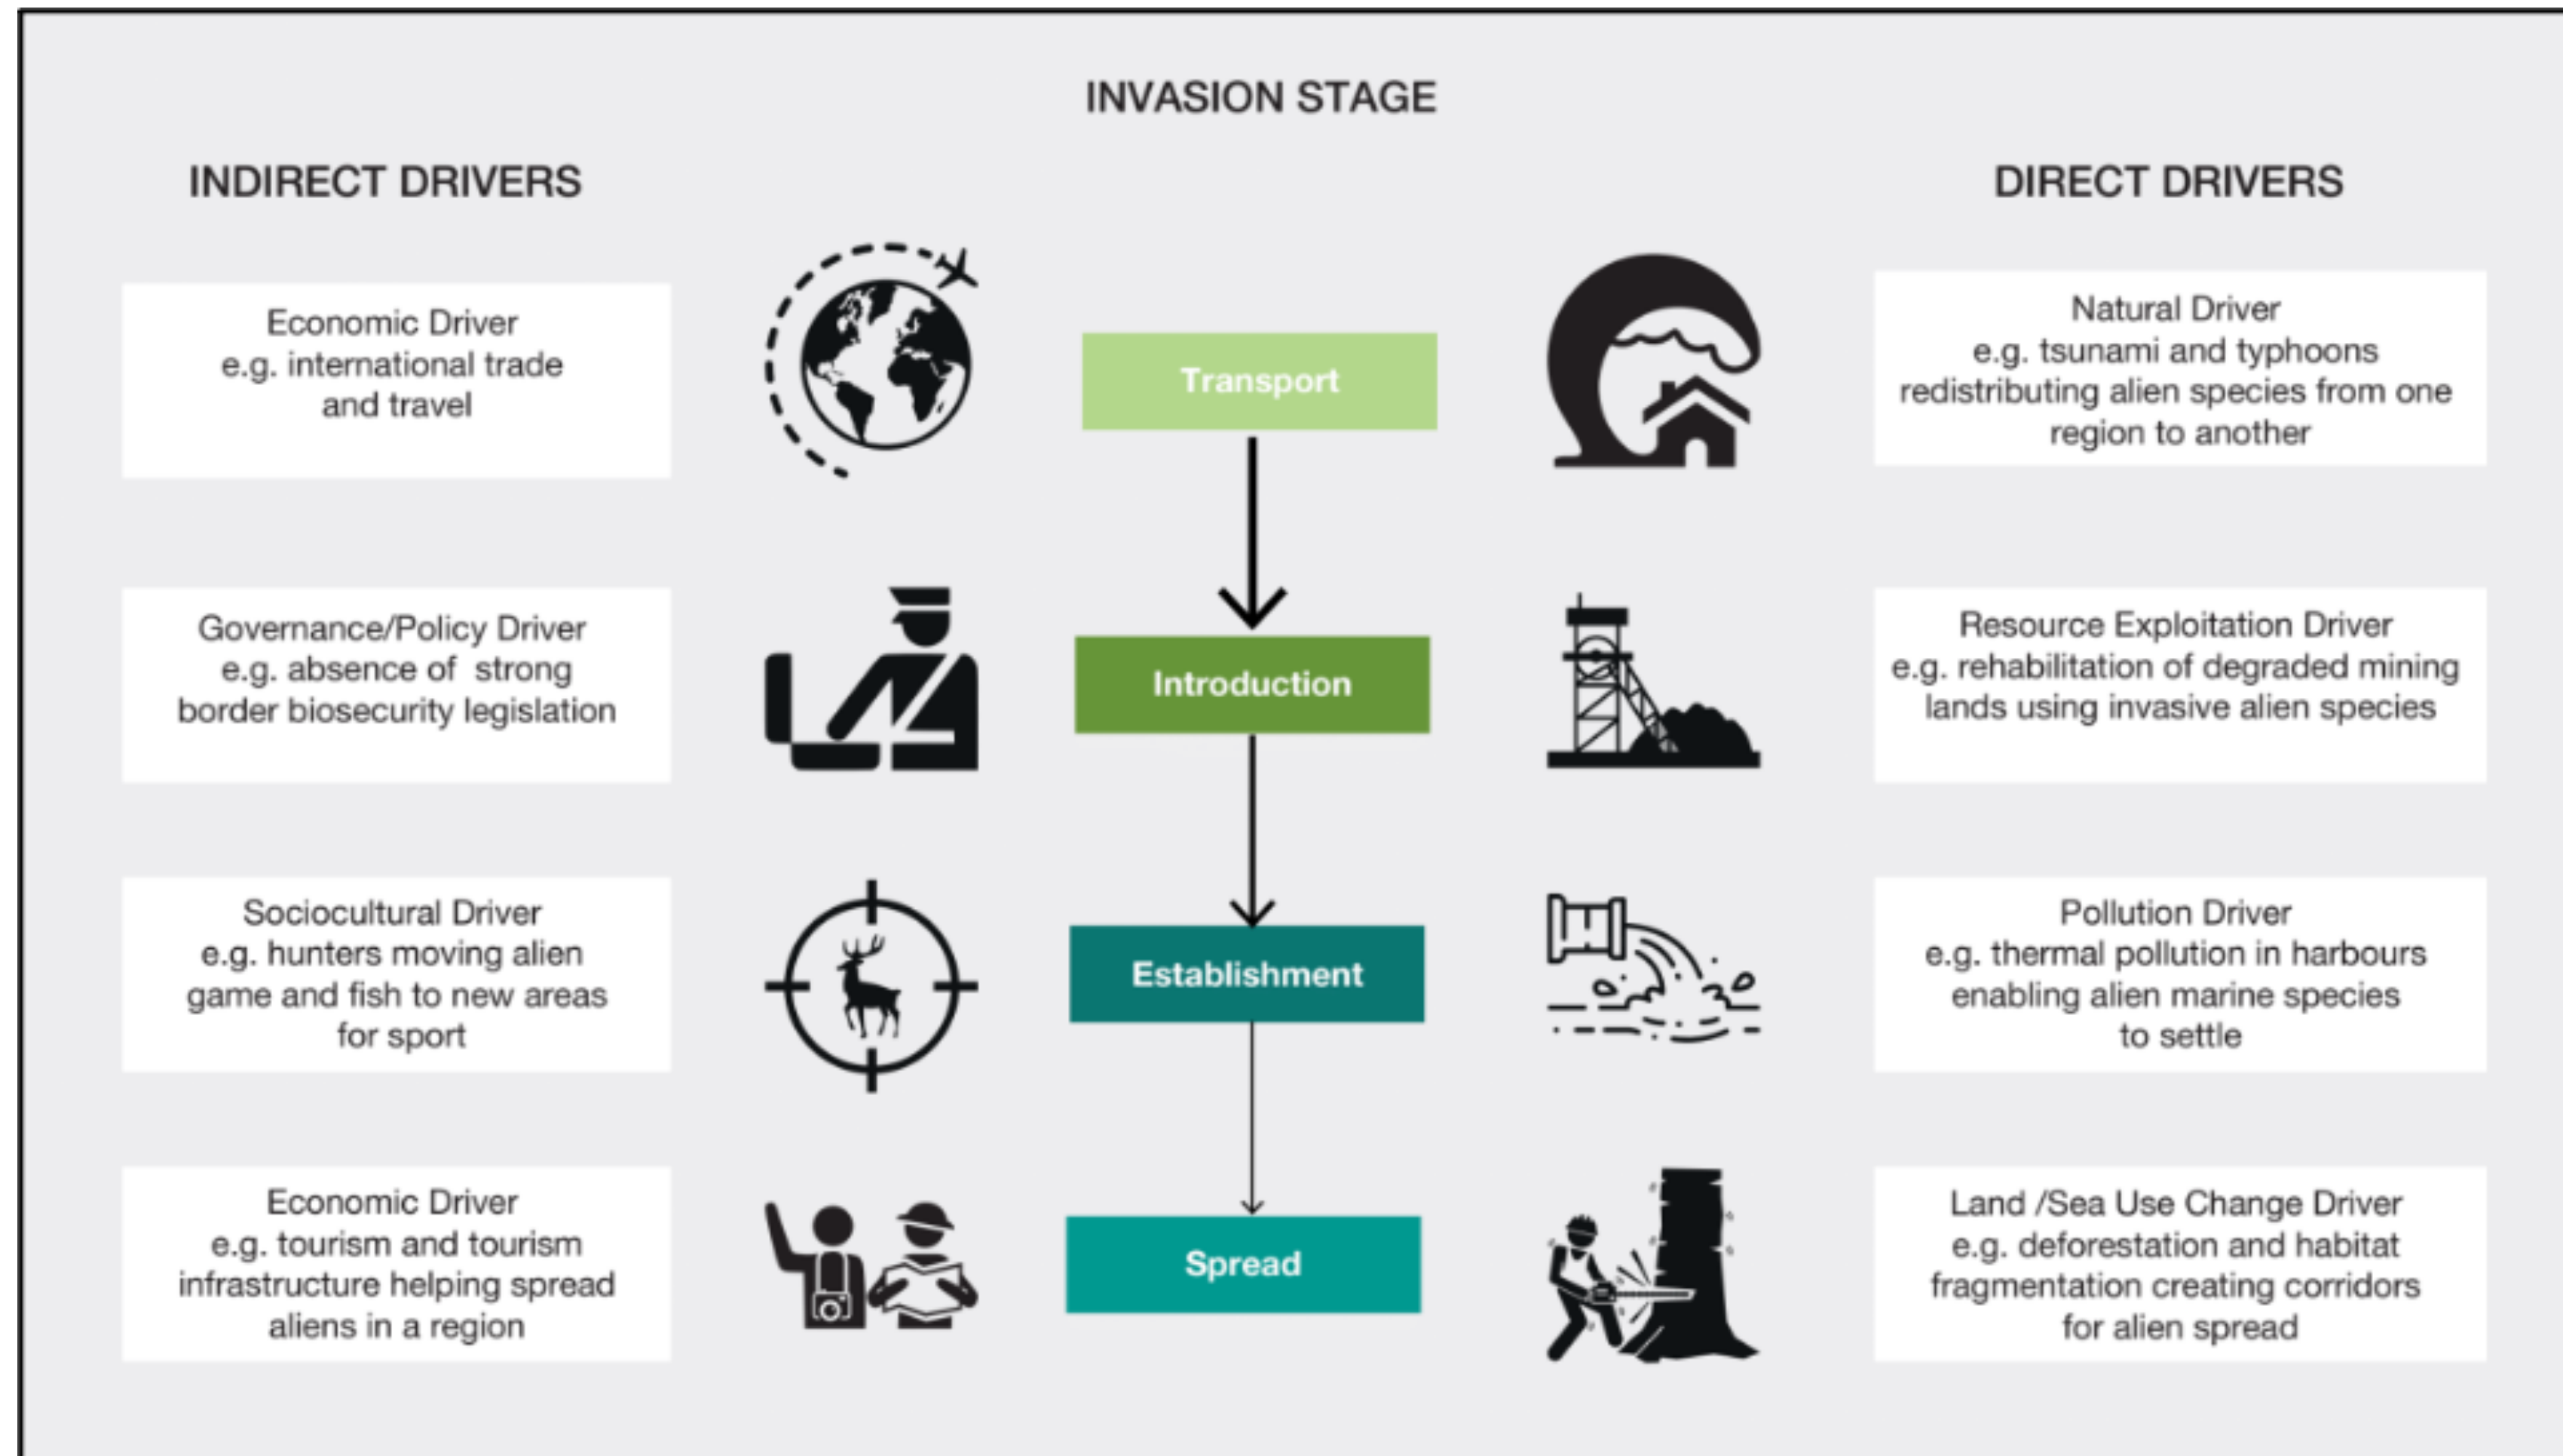 INVASION STAGE
INDIRECT DRIVERS
DIRECT DRIVERS
Economic Driver
e.g. international trade
and travel
Transport
Natural Driver
e.g. tsunami and typhoons
redistributing alien species from one
region to another
Governance/Policy Driver
e.g. absence of strong
border biosecurity legislation
Introduction
Resource Exploitation Driver
e.g. rehabilitation of degraded mining
lands using invasive alien species
Sociocultural Driver
e.g. hunters moving alien
game and fish to new areas
for sport
Establishment
Pollution Driver
e.g. thermal pollution in harbours
enabling alien marine species
to settle
Economic Driver
e.g. tourism and tourism
infrastructure helping spread
aliens in a region
Spread
Land /Sea Use Change Driver
e.g. deforestation and habitat
fragmentation creating corridors
for alien spread